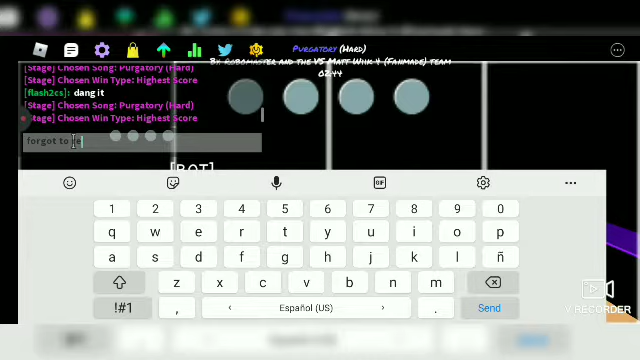 PURGATORY (HARD)
BY ROBOMASTER AND THE VS MATT WIIK 4 (FANMADE) TEAM
02:44
[Stage] Chosen Song: Purgatory (Hard)
[Stage] Chosen Win Type: Highest Score
[flash2cs]: dang it
[Stage] Chosen Song: Purgatory (Hard)
[Stage] Chosen Win Type: Highest Score
forgot to re
[BOT]
GIF
1 2 3 4 5 6 7 8 9 0
q w e r t y u i o p
a s d f g h j k l ñ
z x c v b n m
!#1 , < Español (US) > . Send
V RECORDER